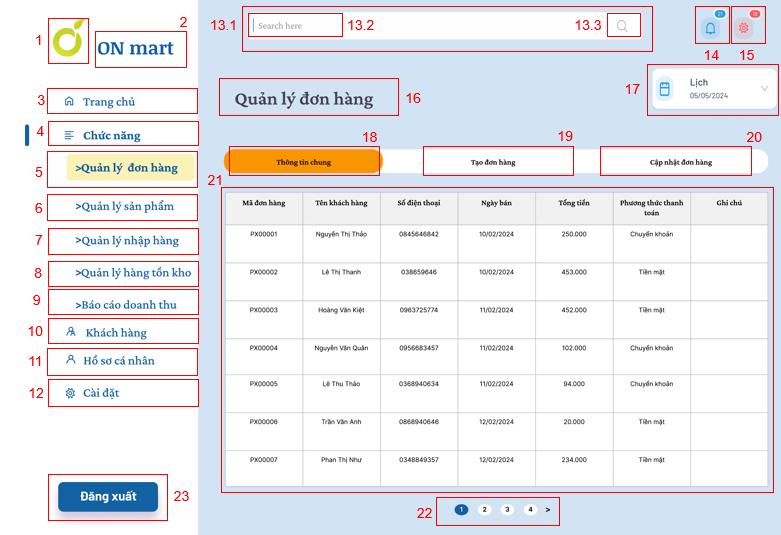 1
2
ON mart
13.1
Search here
13.2
13.3
21
18
14
15
3
Trang chủ
4
Chức năng
5
>Quản lý đơn hàng
6
>Quản lý sản phẩm
7
>Quản lý nhập hàng
8
>Quản lý hàng tồn kho
9
>Báo cáo doanh thu
10
Khách hàng
11
Hồ sơ cá nhân
12
Cài đặt
Đăng xuất
23
Quản lý đơn hàng
16
17
Lịch
05/05/2024
18
19
20
Thông tin chung
Tạo đơn hàng
Cập nhật đơn hàng
21
Mã đơn hàng Tên khách hàng Số điện thoại Ngày bán Tổng tiền Phương thức thanh toán Ghi chú
PX00001 Nguyễn Thị Thảo 0845646842 10/02/2024 250.000 Chuyển khoản
PX00002 Lê Thị Thanh 038659646 10/02/2024 453.000 Tiền mặt
PX00003 Hoàng Văn Kiệt 0963725774 11/02/2024 452.000 Tiền mặt
PX00004 Nguyễn Văn Quân 0956683457 11/02/2024 102.000 Chuyển khoản
PX00005 Lê Thu Thảo 0368940634 11/02/2024 94.000 Chuyển khoản
PX00006 Trần Vân Anh 0868940646 12/02/2024 20.000 Tiền mặt
PX00007 Phan Thị Như 0348849357 12/02/2024 234.000 Tiền mặt
22
1 2 3 4 >